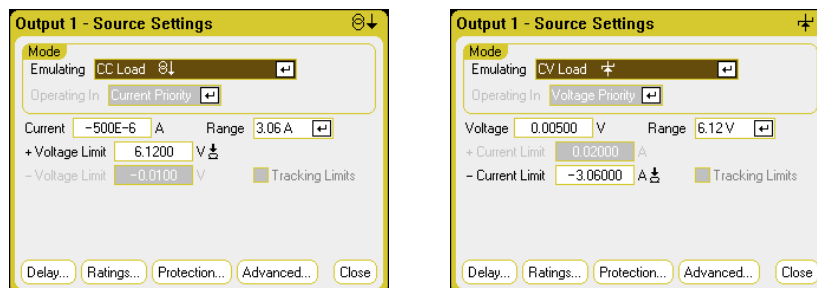 Output 1 - Source Settings
Mode
Emulating CC Load
Operating In Current Priority
Current -500E-6 A Range 3.06 A
+ Voltage Limit 6.1200 V
- Voltage Limit -0.0100 V Tracking Limits
Delay... Ratings... Protection... Advanced... Close
Output 1 - Source Settings
Mode
Emulating CV Load
Operating In Voltage Priority
Voltage 0.00500 V Range 6.12 V
+ Current Limit 0.02000 A
- Current Limit -3.06000 A Tracking Limits
Delay... Ratings... Protection... Advanced... Close